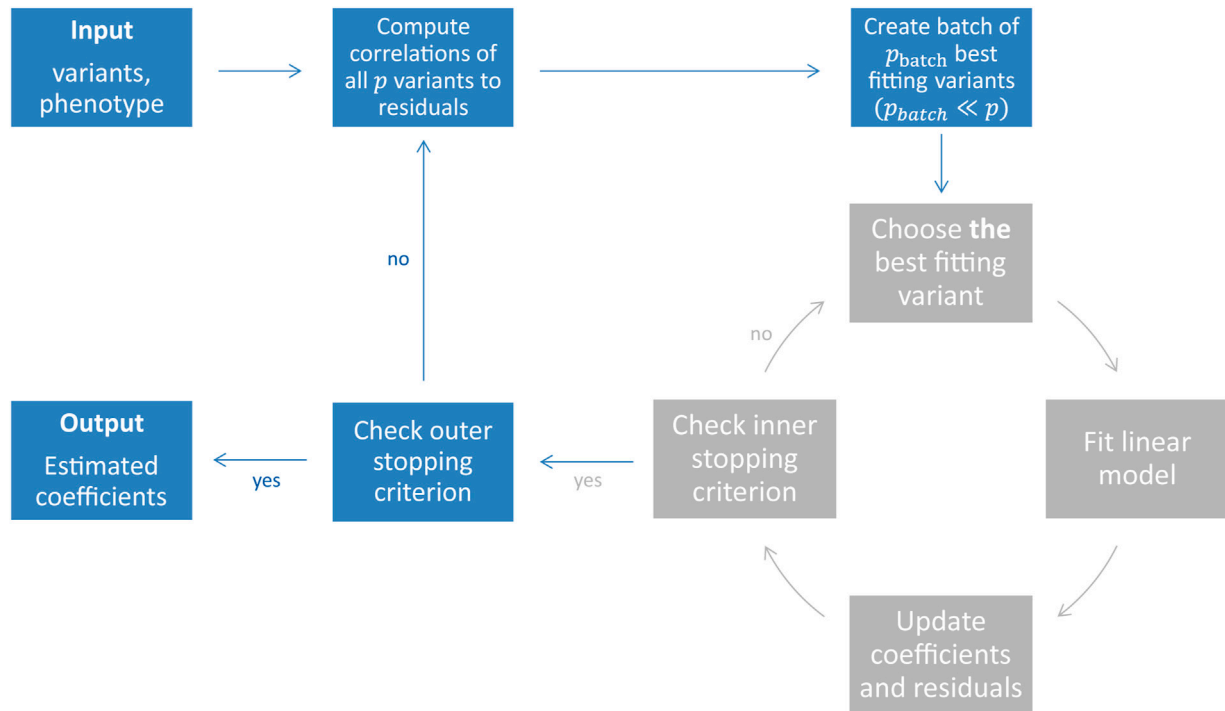 Input
variants,
phenotype
Compute
correlations of
all p variants to
residuals
Create batch of
p_batch best
fitting variants
(p_batch ≪ p)
Choose the
best fitting
variant
no
no
Output
Estimated
coefficients
yes
Check outer
stopping
criterion
yes
Check inner
stopping
criterion
Fit linear
model
Update
coefficients
and residuals